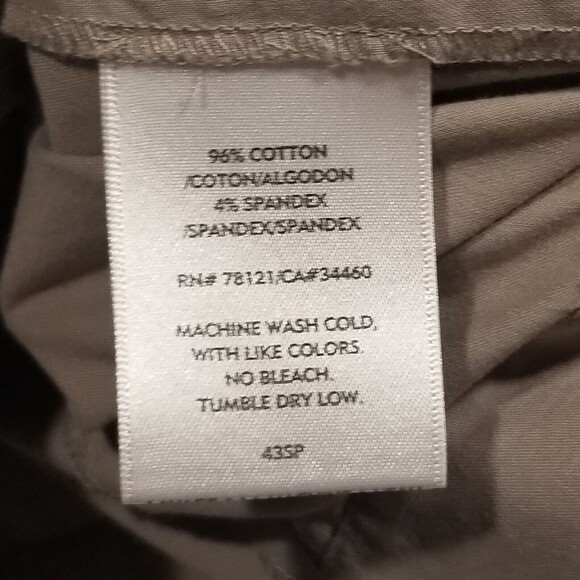 96% COTTON
/COTON/ALGODON
4% SPANDEX
/SPANDEX/SPANDEX
RN# 78121/CA#34460
MACHINE WASH COLD,
WITH LIKE COLORS.
NO BLEACH.
TUMBLE DRY LOW.
43SP